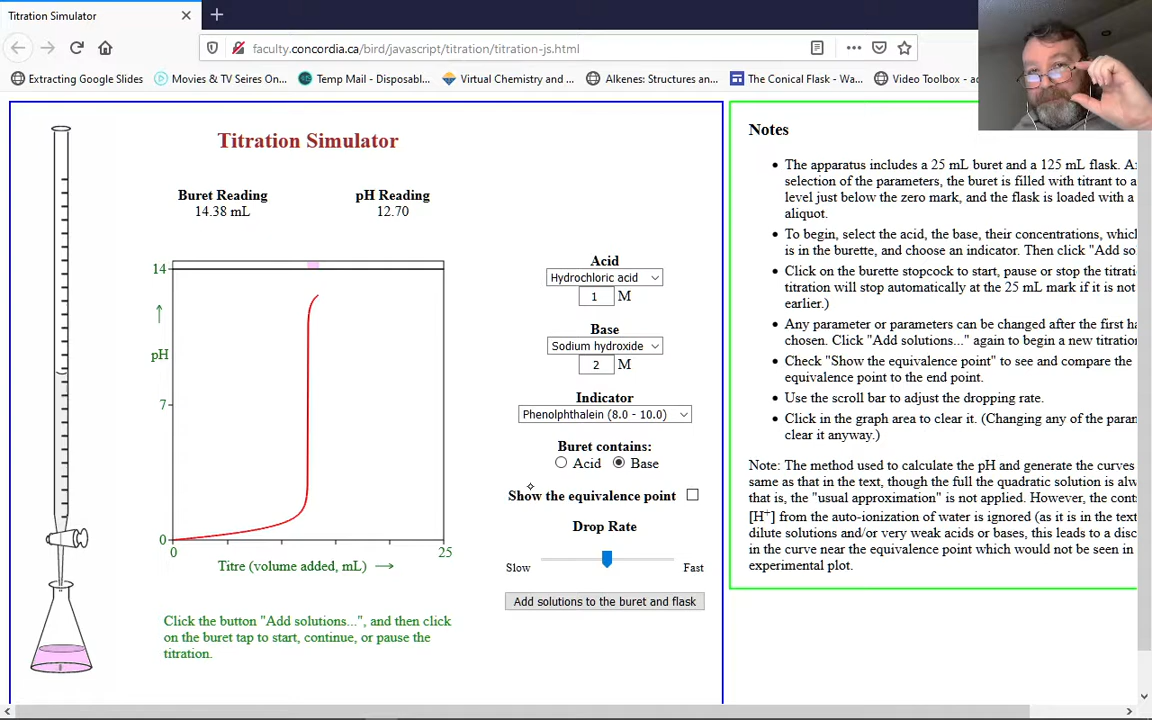 Titration Simulator
faculty.concordia.ca/bird/javascript/titration/titration-js.html
Extracting Google Slides
Movies & TV Seires On...
Temp Mail - Disposabl...
Virtual Chemistry and ...
Alkenes: Structures an...
The Conical Flask - Wa...
Video Toolbox - ad
Titration Simulator
Buret Reading
14.38 mL
pH Reading
12.70
14
pH
7
0
0
25
Titre (volume added, mL)
Click the button "Add solutions...", and then click
on the buret tap to start, continue, or pause the
titration.
Acid
Hydrochloric acid
1 M
Base
Sodium hydroxide
2 M
Indicator
Phenolphthalein (8.0 - 10.0)
Buret contains:
Acid Base
Show the equivalence point
Drop Rate
Slow Fast
Add solutions to the buret and flask
Notes
The apparatus includes a 25 mL buret and a 125 mL flask.
selection of the parameters, the buret is filled with titrant to a
level just below the zero mark, and the flask is loaded with a
aliquot.
To begin, select the acid, the base, their concentrations, which
is in the burette, and choose an indicator. Then click "Add so
Click on the burette stopcock to start, pause or stop the titrati
titration will stop automatically at the 25 mL mark if it is not
earlier.)
Any parameter or parameters can be changed after the first ha
chosen. Click "Add solutions..." again to begin a new titration
Check "Show the equivalence point" to see and compare the
equivalence point to the end point.
Use the scroll bar to adjust the dropping rate.
Click in the graph area to clear it. (Changing any of the para
clear it anyway.)
Note: The method used to calculate the pH and generate the curves
same as that in the text, though the full the quadratic solution is alw
that is, the "usual approximation" is not applied. However, the cont
[H+] from the auto-ionization of water is ignored (as it is in the text
dilute solutions and/or very weak acids or bases, this leads to a disc
in the curve near the equivalence point which would not be seen in
experimental plot.